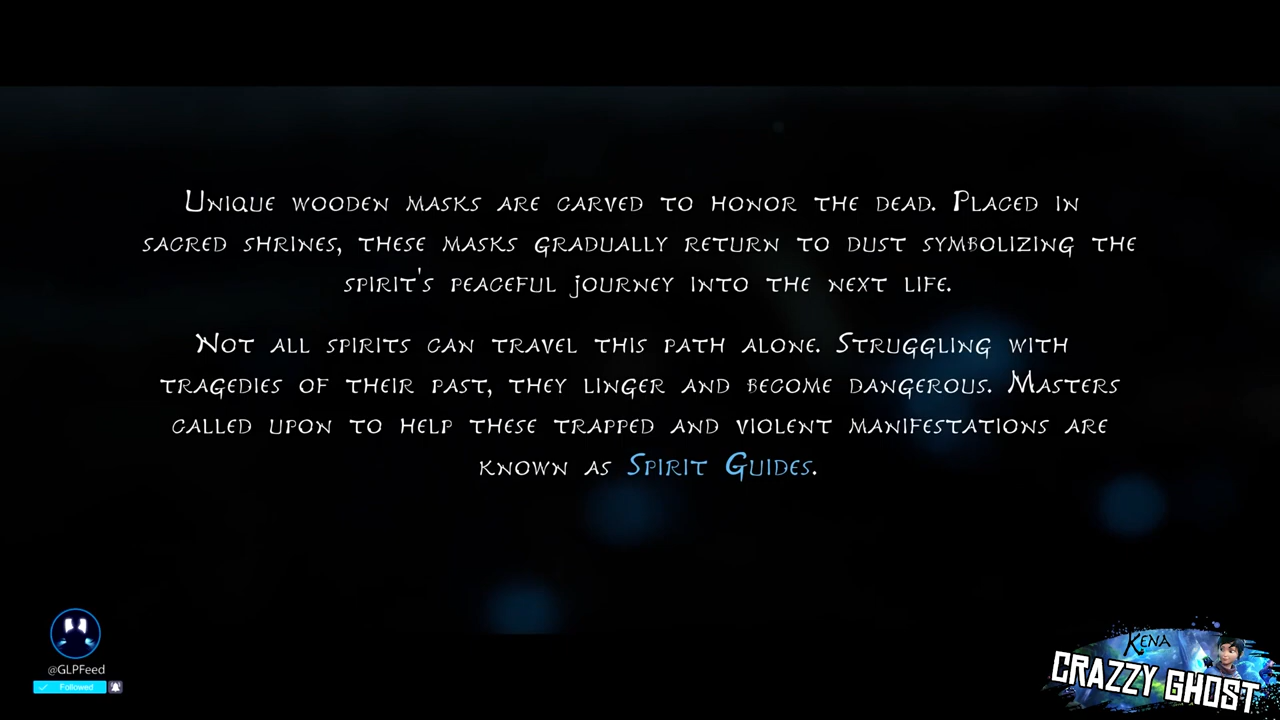 Unique wooden masks are carved to honor the dead. Placed in
sacred shrines, these masks gradually return to dust symbolizing the
spirit's peaceful journey into the next life.
Not all spirits can travel this path alone. Struggling with
tragedies of their past, they linger and become dangerous. Masters
called upon to help these trapped and violent manifestations are
known as Spirit Guides.
@GLPFeed
Followed
Kena
CRAZZY GHOST